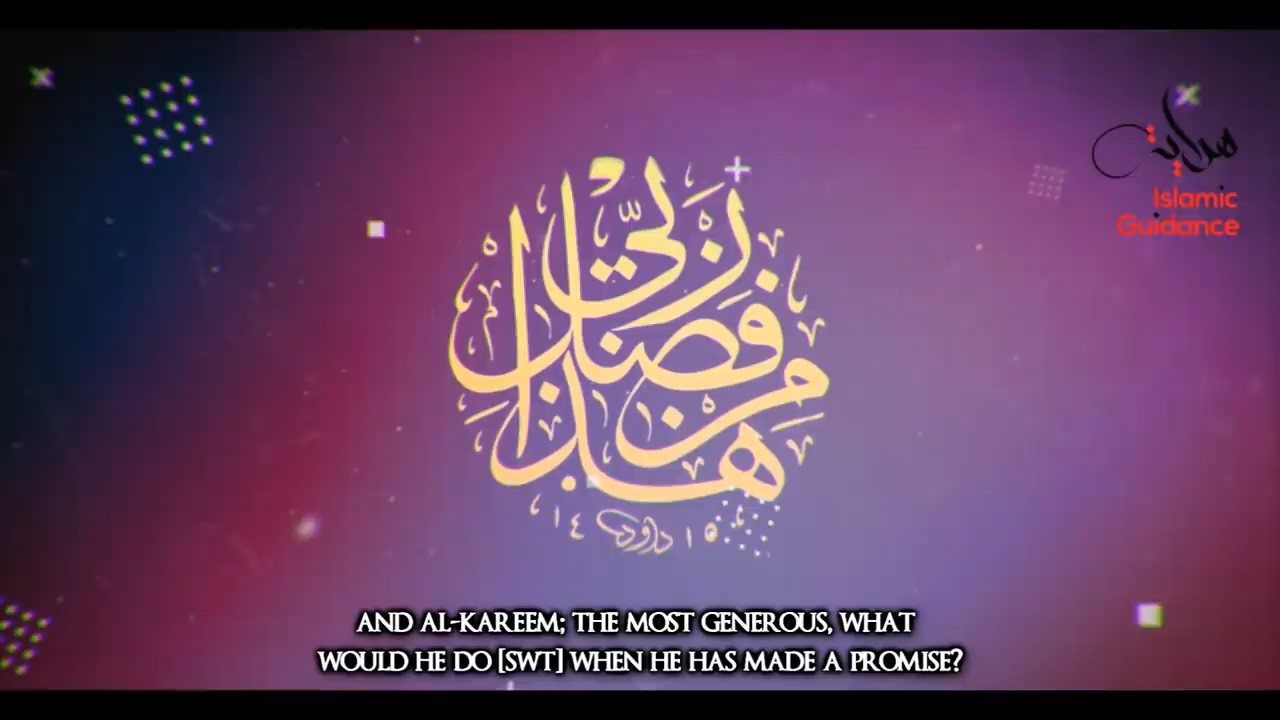 هداية
Islamic
Guidance
هذا من فضل ربي
AND AL-KAREEM; THE MOST GENEROUS, WHAT
WOULD HE DO [SWT] WHEN HE HAS MADE A PROMISE?